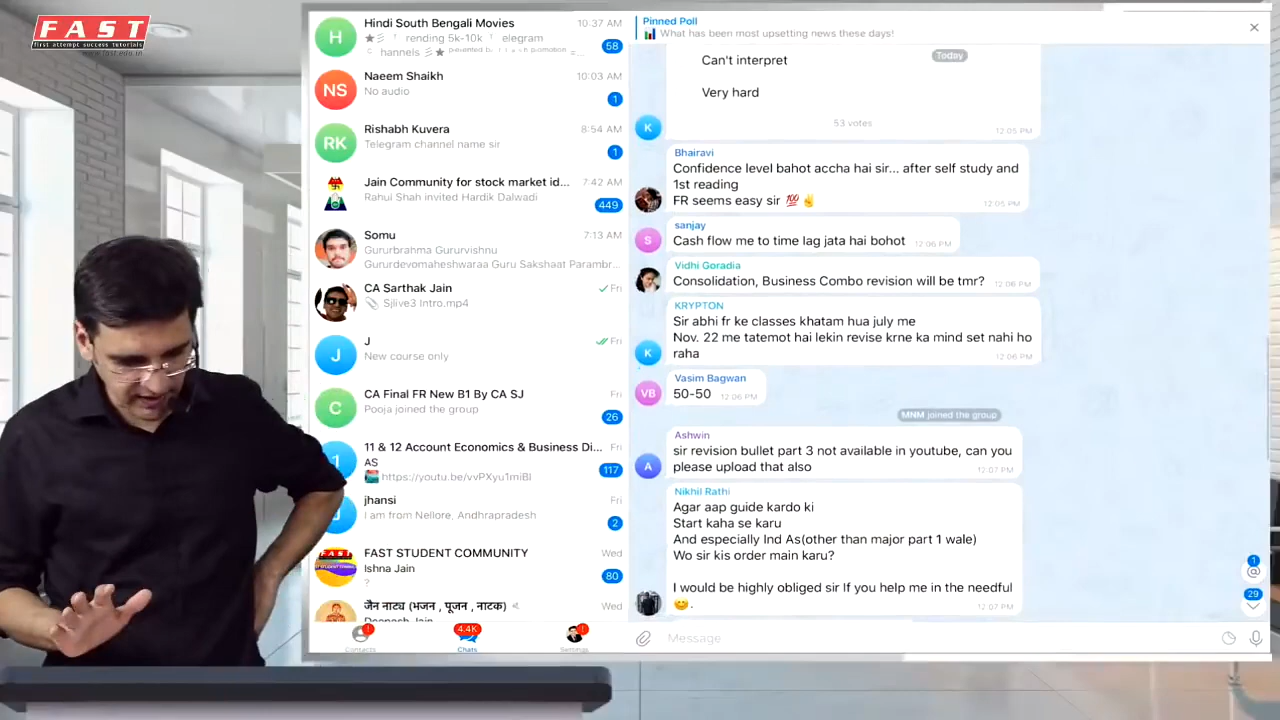 FAST
first attempt success tutorials
www.fast.edu.in
Hindi South Bengali Movies 10:37 AM
rending 5k-10k elegram
channels 58
Naeem Shaikh 10:03 AM
No audio 1
Rishabh Kuvera 8:54 AM
Telegram channel name sir 1
Jain Community for stock market id... 7:42 AM
Rahul Shah invited Hardik Dalwadi 449
Somu 7:13 AM
Gururbrahma Gururvishnu
Gururdevomaheshwaraa Guru Sakshaat Parambr...
CA Sarthak Jain Fri
Sjlive3 Intro.mp4
J Fri
New course only
CA Final FR New B1 By CA SJ Fri
Pooja joined the group 26
11 & 12 Account Economics & Business Di... Fri
AS 117
https://youtu.be/vvPXyu1miBI
jhansi Fri
I am from Nellore, Andhrapradesh 2
FAST STUDENT COMMUNITY Wed
Ishna Jain 80
?
जैन नाट्य (भजन , पूजन , नाटक) Wed
Contacts
4.4K
Chats
Settings
Pinned Poll
What has been most upsetting news these days!
Today
Can't interpret
Very hard
53 votes
12:05 PM
Bhairavi
Confidence level bahot accha hai sir... after self study and
1st reading
FR seems easy sir 💯✌ 12:05 PM
sanjay
Cash flow me to time lag jata hai bohot 12:06 PM
Vidhi Goradia
Consolidation, Business Combo revision will be tmr? 12:06 PM
KRYPTON
Sir abhi fr ke classes khatam hua july me
Nov. 22 me tatemot hai lekin revise krne ka mind set nahi ho
raha 12:06 PM
Vasim Bagwan
50-50 12:06 PM
MNM joined the group
Ashwin
sir revision bullet part 3 not available in youtube, can you
please upload that also 12:07 PM
Nikhil Rathi
Agar aap guide kardo ki
Start kaha se karu
And especially Ind As(other than major part 1 wale)
Wo sir kis order main karu?
I would be highly obliged sir If you help me in the needful
😊. 12:07 PM
1
29
Message